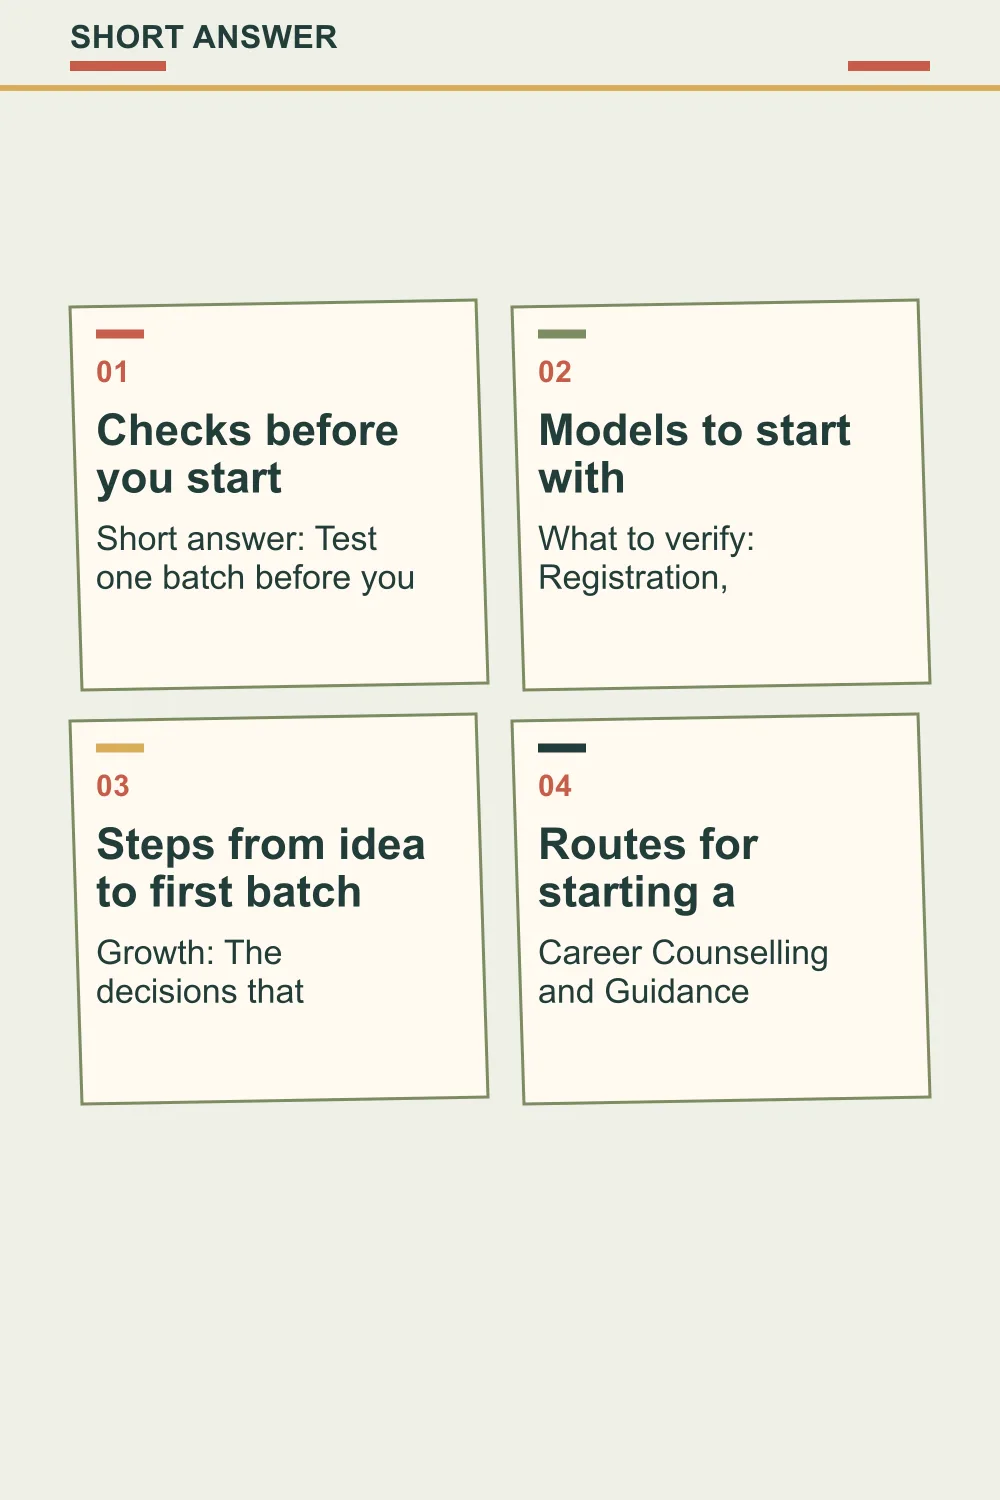 SHORT ANSWER
01
Checks before
you start
Short answer: Test
one batch before you
02
Models to start
with
What to verify:
Registration,
03
Steps from idea
to first batch
Growth: The
decisions that
04
Routes for
starting a
Career Counselling
and Guidance